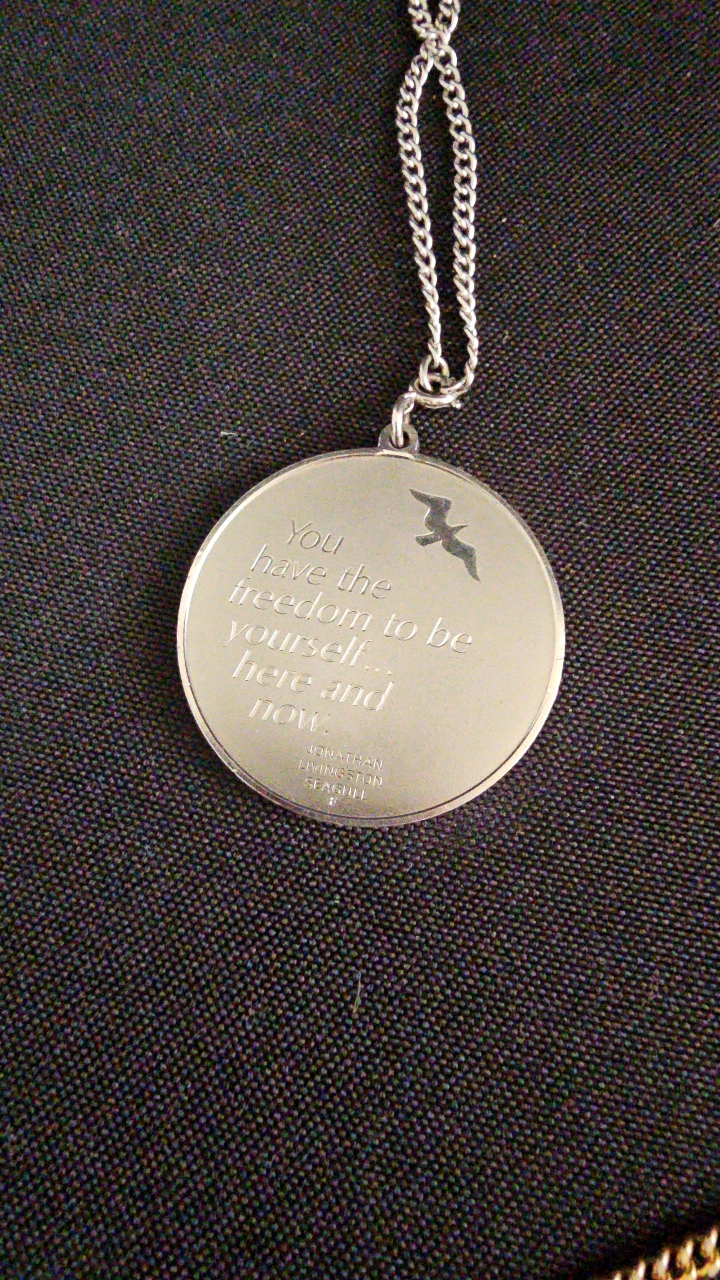 You
have the
freedom to be
yourself...
here and
now.
JONATHAN
LIVINGSTON
SEAGULL